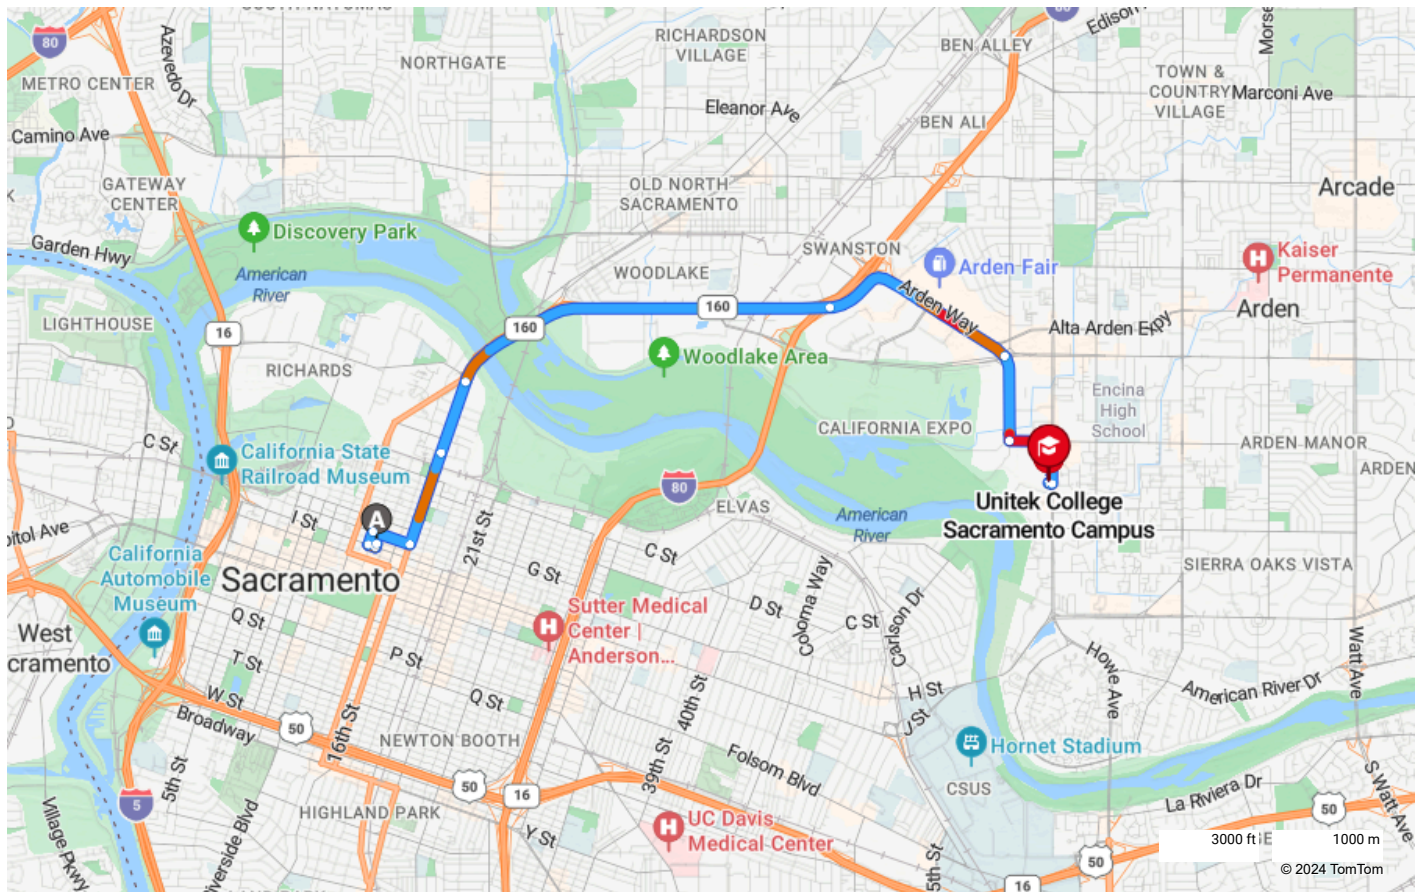 80
80
Edison
Morse
RICHARDSON
VILLAGE
BEN ALLEY
Azevedo Dr
NORTHGATE
METRO CENTER
TOWN &
COUNTRY
VILLAGE
Marconi Ave
Eleanor Ave
BEN ALI
Camino Ave
GATEWAY
CENTER
OLD NORTH
SACRAMENTO
Arcade
Discovery Park
Garden Hwy
American
River
SWANSTON
WOODLAKE
Arden Fair
Kaiser
Permanente
Arden
Arden Way
160
160
16
LIGHTHOUSE
Alta Arden Expy
RICHARDS
Woodlake Area
Encina
High
School
CALIFORNIA EXPO
C St
California State
Railroad Museum
ARDEN MANOR
ARDEN
80
ELVAS
American
River
Unitek College
Sacramento Campus
A
I St
21st St
California
Automobile
Museum
Sacramento
C St
G St
SIERRA OAKS VISTA
D St
Coloma Way
C St
Carlson Dr
Sutter Medical
Center |
Anderson...
Q St
West
cramento
T St
P St
W St
Q St
Broadway
50
16th St
NEWTON BOOTH
40th St
39th St
H St
J St
Howe Ave
Watt Ave
American River Dr
Hornet Stadium
Folsom Blvd
CSUS
La Riviera Dr
S Watt Ave
5th St
5
50
16
50
HIGHLAND PARK
Village Pkwy
Riverside Blvd
Y St
UC Davis
Medical Center
5th St
16
50
3000 ft
1000 m
© 2024 TomTom